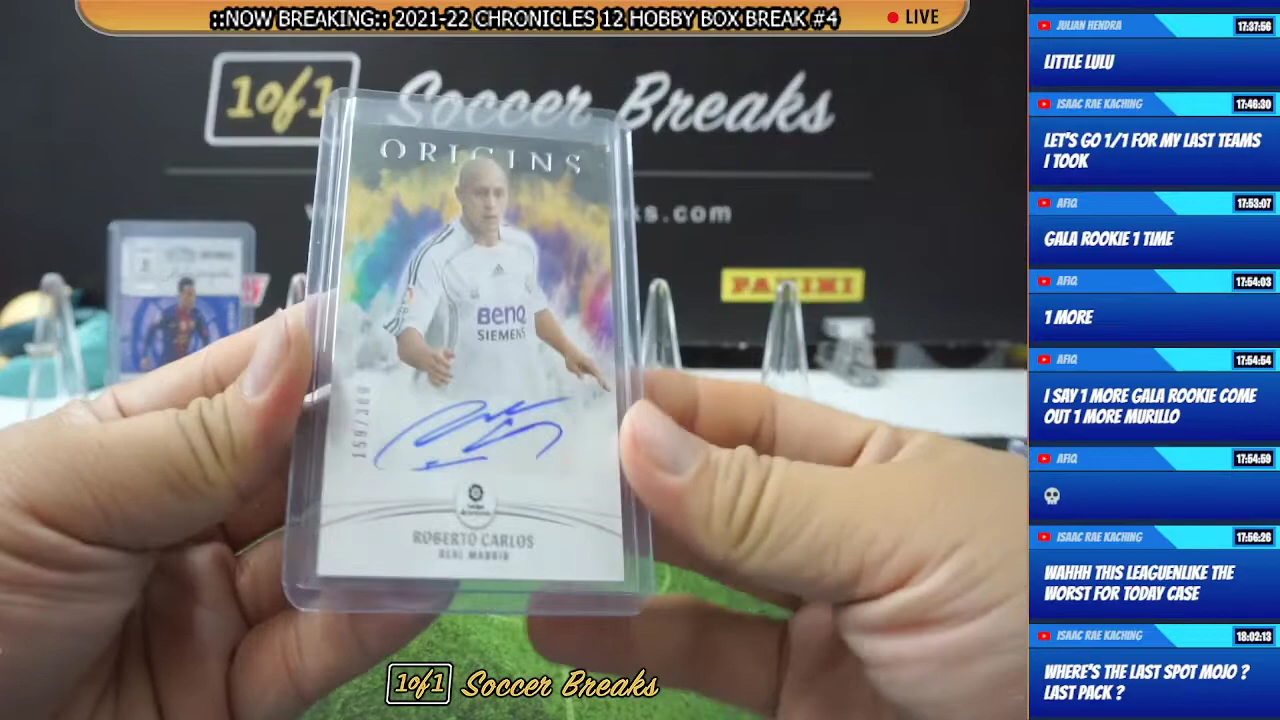 ::NOW BREAKING:: 2021-22 CHRONICLES 12 HOBBY BOX BREAK #4
LIVE
1of1 Soccer Breaks
ks.com
PANINI
ORIGINS
BenQ
SIEMENS
ROBERTO CARLOS
REAL MADRID
1of1 Soccer Breaks
JULIAN HENDRA 17:37:56
LITTLE LULU
ISAAC RAE KACHING 17:46:30
LET'S GO 1/1 FOR MY LAST TEAMS
I TOOK
AFIQ 17:53:07
GALA ROOKIE 1 TIME
AFIQ 17:54:03
1 MORE
AFIQ 17:54:54
I SAY 1 MORE GALA ROOKIE COME
OUT 1 MORE MURILLO
AFIQ 17:54:59
ISAAC RAE KACHING 17:56:26
WAHHH THIS LEAGUENLIKE THE
WORST FOR TODAY CASE
ISAAC RAE KACHING 18:02:13
WHERE'S THE LAST SPOT MOJO ?
LAST PACK ?